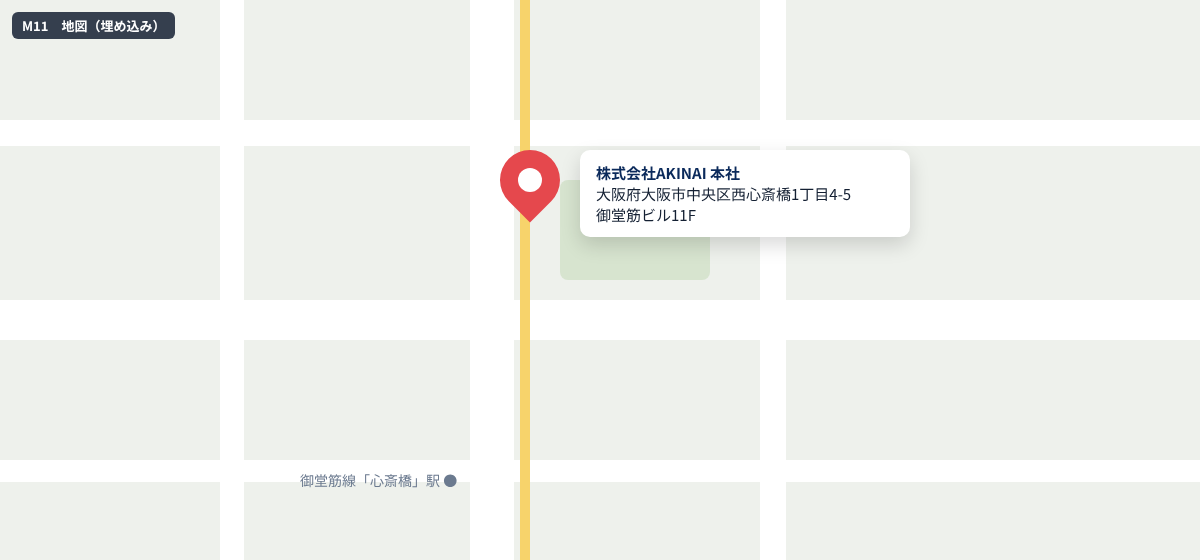 M11 地図（埋め込み）
株式会社AKINAI 本社
大阪府大阪市中央区西心斎橋1丁目4-5
御堂筋ビル11F
御堂筋線「心斎橋」駅